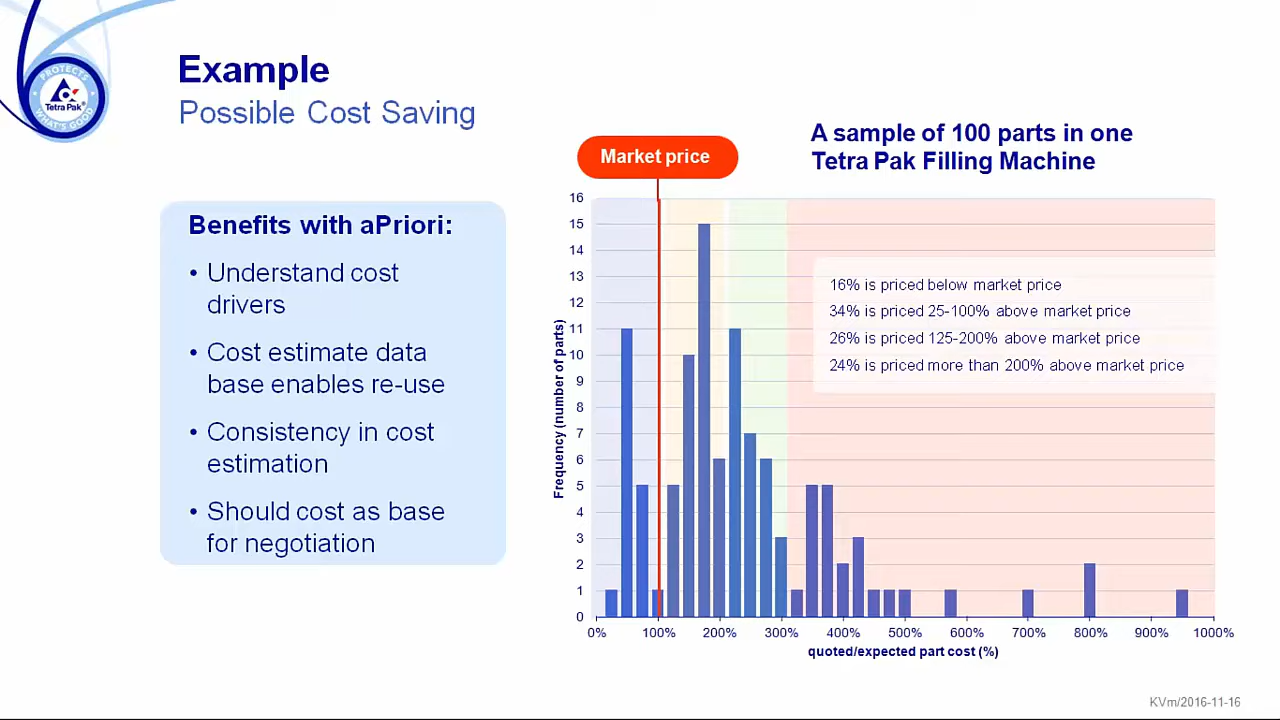 PROTECTS
Tetra Pak®
WHAT'S GOOD
Example
Possible Cost Saving
Benefits with aPriori:
• Understand cost
drivers
• Cost estimate data
base enables re-use
• Consistency in cost
estimation
• Should cost as base
for negotiation
A sample of 100 parts in one
Tetra Pak Filling Machine
Market price
16
15
14
13
12
11
10
9
8
7
6
5
4
3
2
1
0
Frequency (number of parts)
16% is priced below market price
34% is priced 25-100% above market price
26% is priced 125-200% above market price
24% is priced more than 200% above market price
0% 100% 200% 300% 400% 500% 600% 700% 800% 900% 1000%
quoted/expected part cost (%)
KVm/2016-11-16